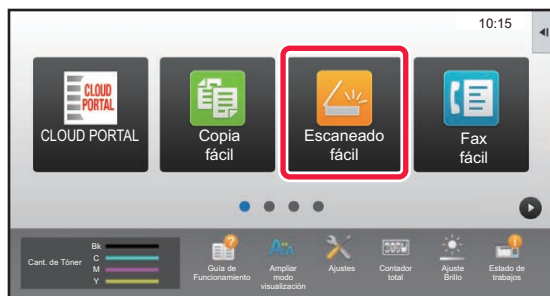 10:15
CLOUD
PORTAL
CLOUD PORTAL
Copia
fácil
Escaneado
fácil
Fax
fácil
Cant. de Tóner
Bk
C
M
Y
Guía de
Funcionamiento
Ampliar
modo
visualización
Ajustes
Contador
total
Ajuste
Brillo
Estado de
trabajos